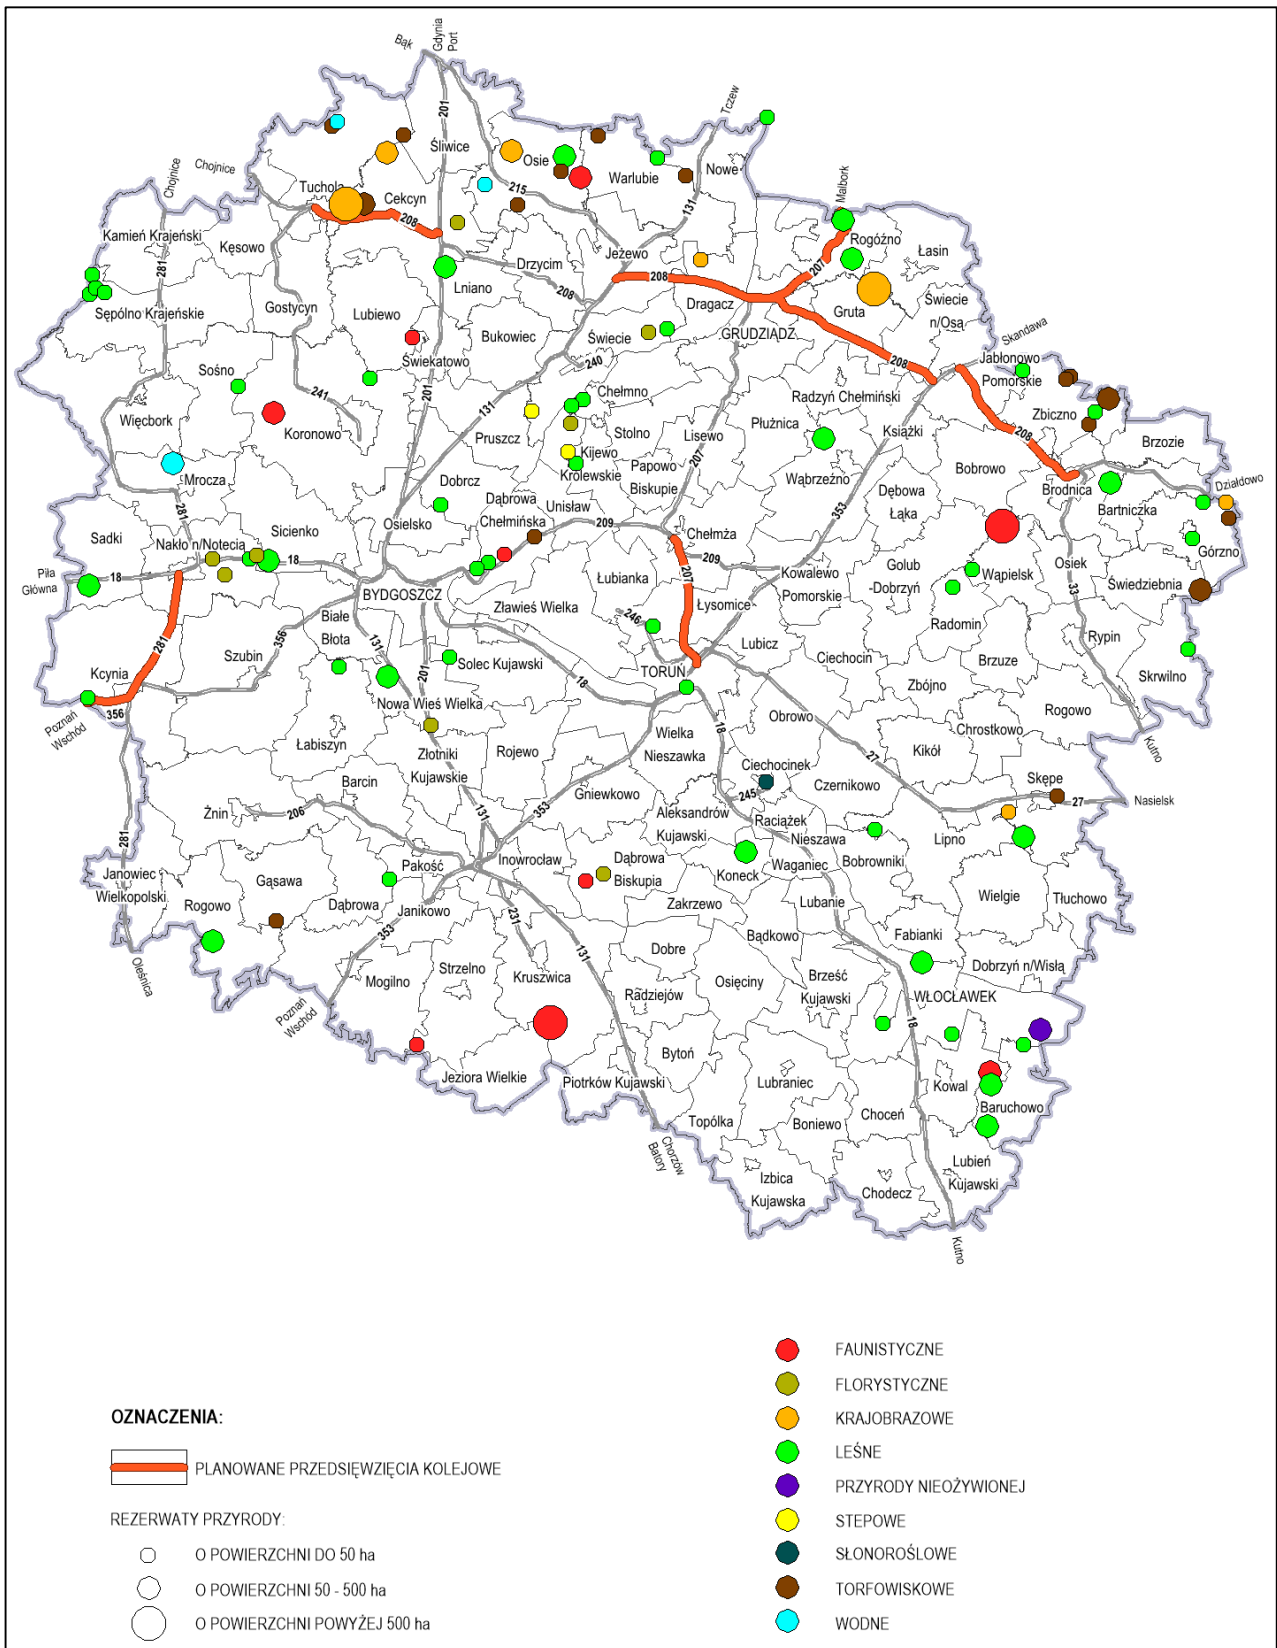 Bąk
Gdynia
Port
201
Tczew
Śliwice
Chojnice
Chojnice
Osie
Warlubie
Nowe
Tuchola
Cekcyn
215
131
Malbork
208
Kamień Krajeński
Kęsowo
Rogóźno
Łasin
281
Jeżewo
Drzycim
207
Lniano
208
208
Sępólno Krajeńskie
Gostycyn
Lubiewo
Dragacz
Świecie
n/Osą
Gruta
Bukowiec
Świecie
GRUDZIĄDZ
Skandawa
Świekatowo
240
208
Jabłonowo
Pomorskie
Sośno
241
201
Chełmno
Radzyń Chełmiński
Więcbork
131
Zbiczno
Koronowo
Pruszcz
Stolno
Lisewo
Płużnica
Książki
208
Brzozie
Kijewo
Królewskie
Papowo
Biskupie
207
Wąbrzeźno
Bobrowo
Mrocza
Dobrcz
Dębowa
Łąka
Brodnica
Działdowo
281
Dąbrowa
Chełmińska
Unisław
353
Bartniczka
Sadki
Sicienko
Osielsko
209
Chełmża
Nakło n/Notecią
Górzno
Piła
Główna
18
18
209
Golub
-Dobrzyń
Osiek
Wąpielsk
Łubianka
207
Kowalewo
Pomorskie
Świedziebnia
BYDGOSZCZ
33
Białe
Błota
Zławieś Wielka
246
Łysomice
Radomin
281
356
131
Lubicz
Rypin
Szubin
Solec Kujawski
Ciechocin
Brzuze
Skrwilno
Kcynia
201
18
TORUŃ
Zbójno
356
Poznań
Wschód
Nowa Wieś Wielka
Obrowo
Rogowo
Łabiszyn
Złotniki
Kujawskie
Rojewo
Wielka
Nieszawka
18
Chrostkowo
Kutno
Kikół
27
Barcin
Ciechocinek
Czernikowo
Skępe
Żnin
206
Gniewkowo
245
27
Nasielsk
131
353
Aleksandrów
Kujawski
Raciążek
281
Nieszawa
Lipno
Inowrocław
Dąbrowa
Biskupia
Bobrowniki
Janowiec
Wielkopolski
Gąsawa
Pakość
Koneck
Waganiec
Rogowo
Dąbrowa
Janikowo
Zakrzewo
Lubanie
Wielgie
Tłuchowo
231
353
131
Dobre
Bądkowo
Fabianki
Oleśnica
Mogilno
Strzelno
Kruszwica
Osięciny
Brześć
Kujawski
Dobrzyń n/Wisłą
Poznań
Wschód
Radziejów
WŁOCŁAWEK
18
Bytoń
Jeziora Wielkie
Piotrków Kujawski
Lubraniec
Kowal
Baruchowo
Topólka
Boniewo
Choceń
Chorzów
Batory
Lubień
Kujawski
Izbica
Kujawska
Chodecz
Kutno
OZNACZENIA:
PLANOWANE PRZEDSIĘWZIĘCIA KOLEJOWE
REZERWATY PRZYRODY:
O POWIERZCHNI DO 50 ha
O POWIERZCHNI 50 - 500 ha
O POWIERZCHNI POWYŻEJ 500 ha
FAUNISTYCZNE
FLORYSTYCZNE
KRAJOBRAZOWE
LEŚNE
PRZYRODY NIEOŻYWIONEJ
STEPOWE
SŁONOROŚLOWE
TORFOWISKOWE
WODNE